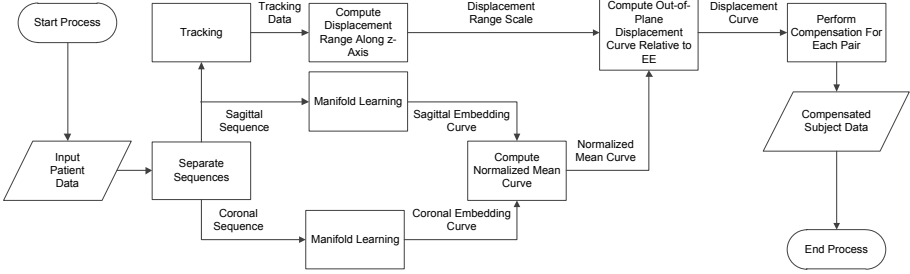 Start Process
Input
Patient
Data
Separate
Sequences
Sagittal
Sequence
Coronal
Sequence
Tracking
Tracking
Data
Compute
Displacement
Range Along z-
Axis
Displacement
Range Scale
Manifold Learning
Sagittal Embedding
Curve
Manifold Learning
Coronal Embedding
Curve
Compute
Normalized Mean
Curve
Normalized
Mean Curve
Compute Out-of-
Plane
Displacement
Curve Relative to
EE
Displacement
Curve
Perform
Compensation For
Each Pair
Compensated
Subject Data
End Process